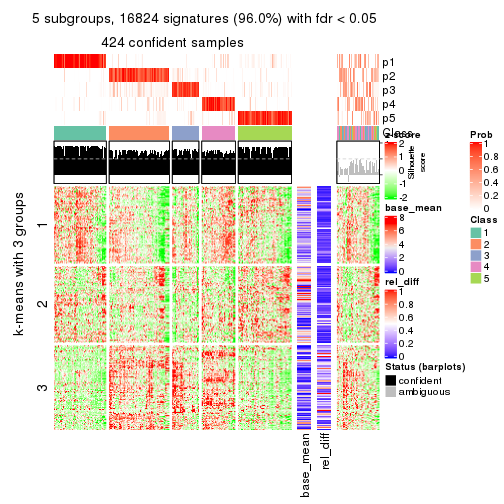 5 subgroups, 16824 signatures (96.0%) with fdr < 0.05
424 confident samples
p1
p2
p3
p4
p5
Class
z-score
2
1
0
-1
-2
Silhouette
score
Prob
1
0.8
0.6
0.4
0.2
0
base_mean
8
6
4
2
0
Class
1
2
3
4
5
rel_diff
1
0.8
0.6
0.4
0.2
0
Status (barplots)
confident
ambiguous
k-means with 3 groups
1
2
3
base_mean
rel_diff